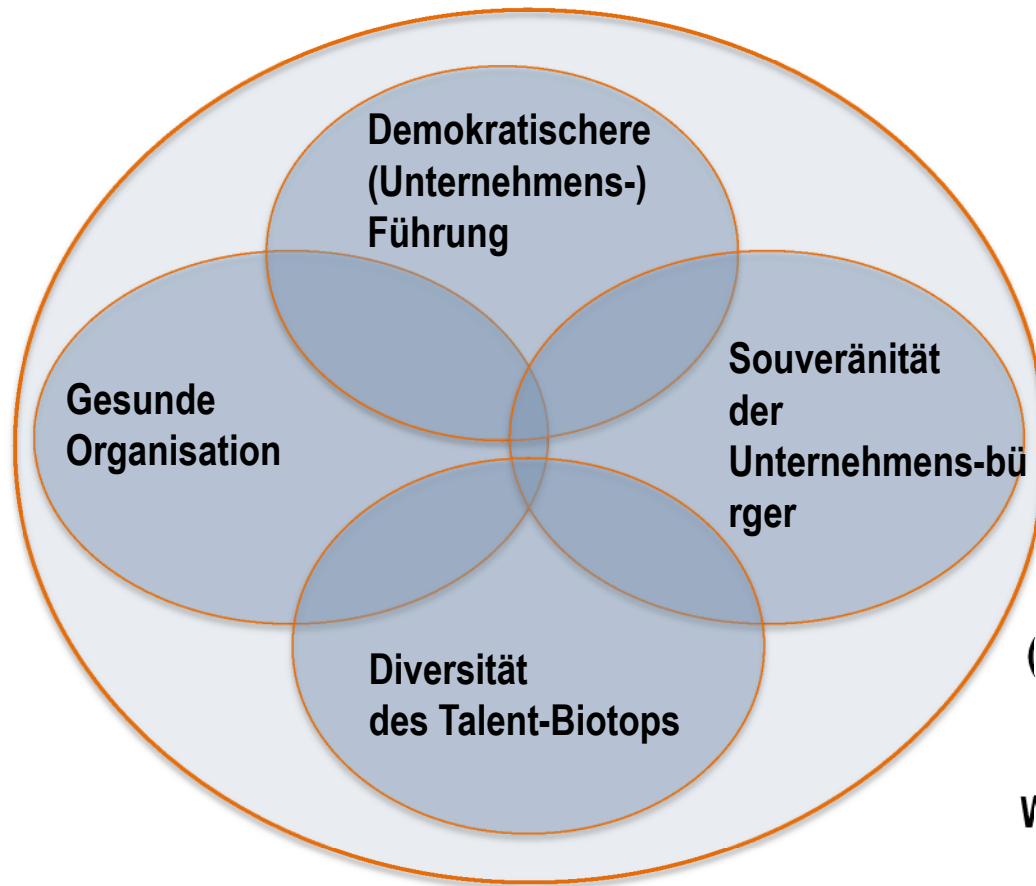 Demokratischere
(Unternehmens-)
Führung
Gesunde
Organisation
Souveränität
der
Unternehmens-bü
rger
Diversität
des Talent-Biotops